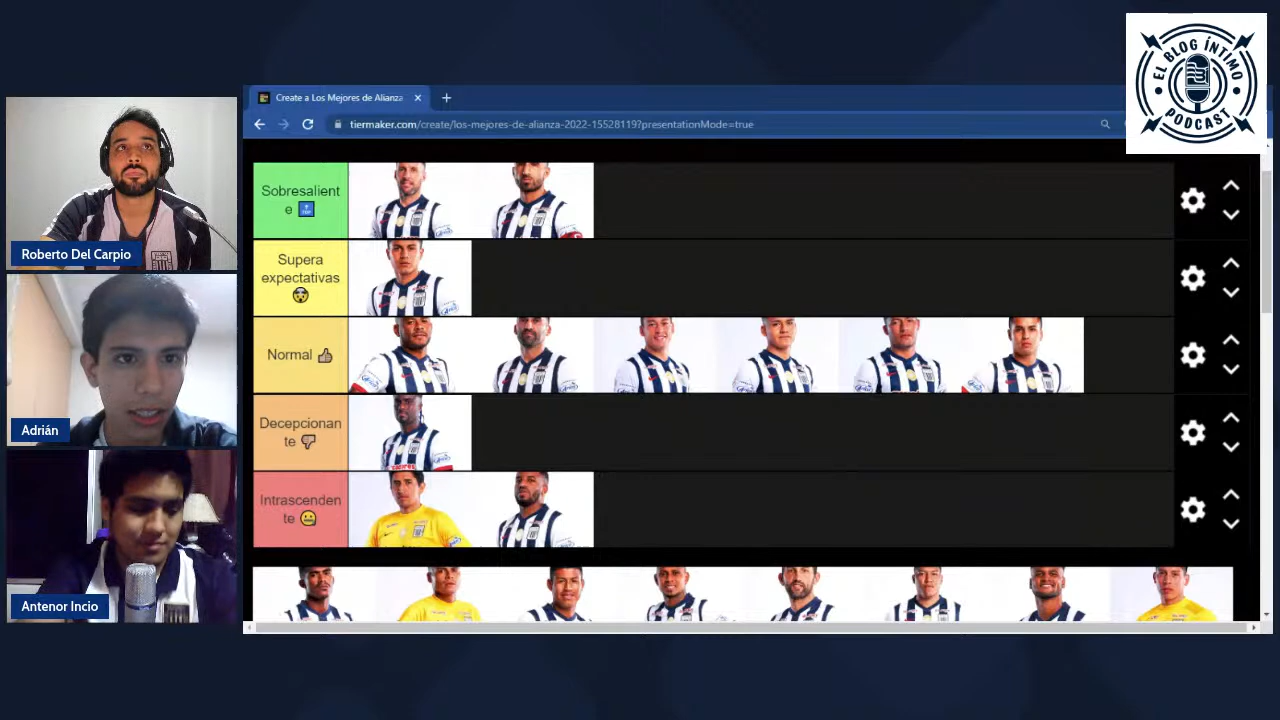 EL BLOG ÍNTIMO
PODCAST
Create a Los Mejores de Alianza
tiermaker.com/create/los-mejores-de-alianza-2022-15528119?presentationMode=true
Sobresalient
e
TOP
Supera
expectativas
Normal
Decepcionan
te
Intrascenden
te
Roberto Del Carpio
Adrián
Antenor Incio